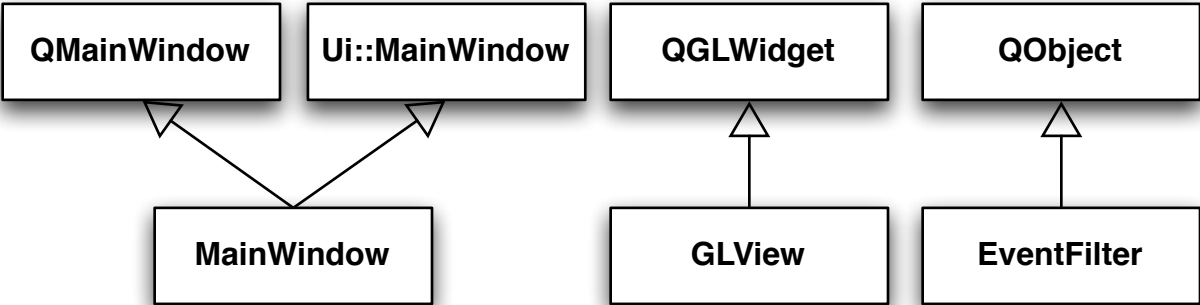 QMainWindow
Ui::MainWindow
QGLWidget
QObject
MainWindow
GLView
EventFilter